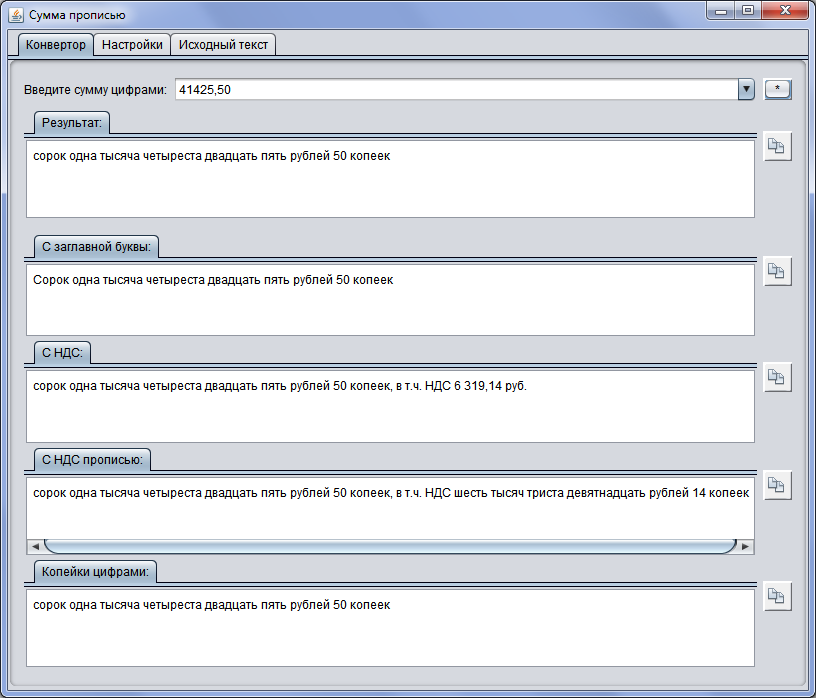 Сумма прописью
Конвертор Настройки Исходный текст
Введите сумму цифрами: 41425,50 *
Результат:
сорок одна тысяча четыреста двадцать пять рублей 50 копеек
С заглавной буквы:
Сорок одна тысяча четыреста двадцать пять рублей 50 копеек
С НДС:
сорок одна тысяча четыреста двадцать пять рублей 50 копеек, в т.ч. НДС 6 319,14 руб.
С НДС прописью:
сорок одна тысяча четыреста двадцать пять рублей 50 копеек, в т.ч. НДС шесть тысяч триста девятнадцать рублей 14 копеек
Копейки цифрами:
сорок одна тысяча четыреста двадцать пять рублей 50 копеек